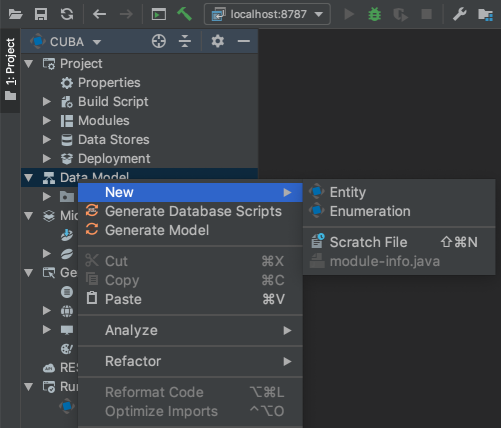 localhost:8787
1: Project
CUBA
Project
Properties
Build Script
Modules
Data Stores
Deployment
Data Model
New
Entity
Generate Database Scripts
Enumeration
Generate Model
Scratch File ⇧⌘N
module-info.java
Mid
Ge
RES
Run
Cut ⌘X
Copy ⌘C
Paste ⌘V
Analyze
Refactor
Reformat Code ⌥⌘L
Optimize Imports ^⌥O